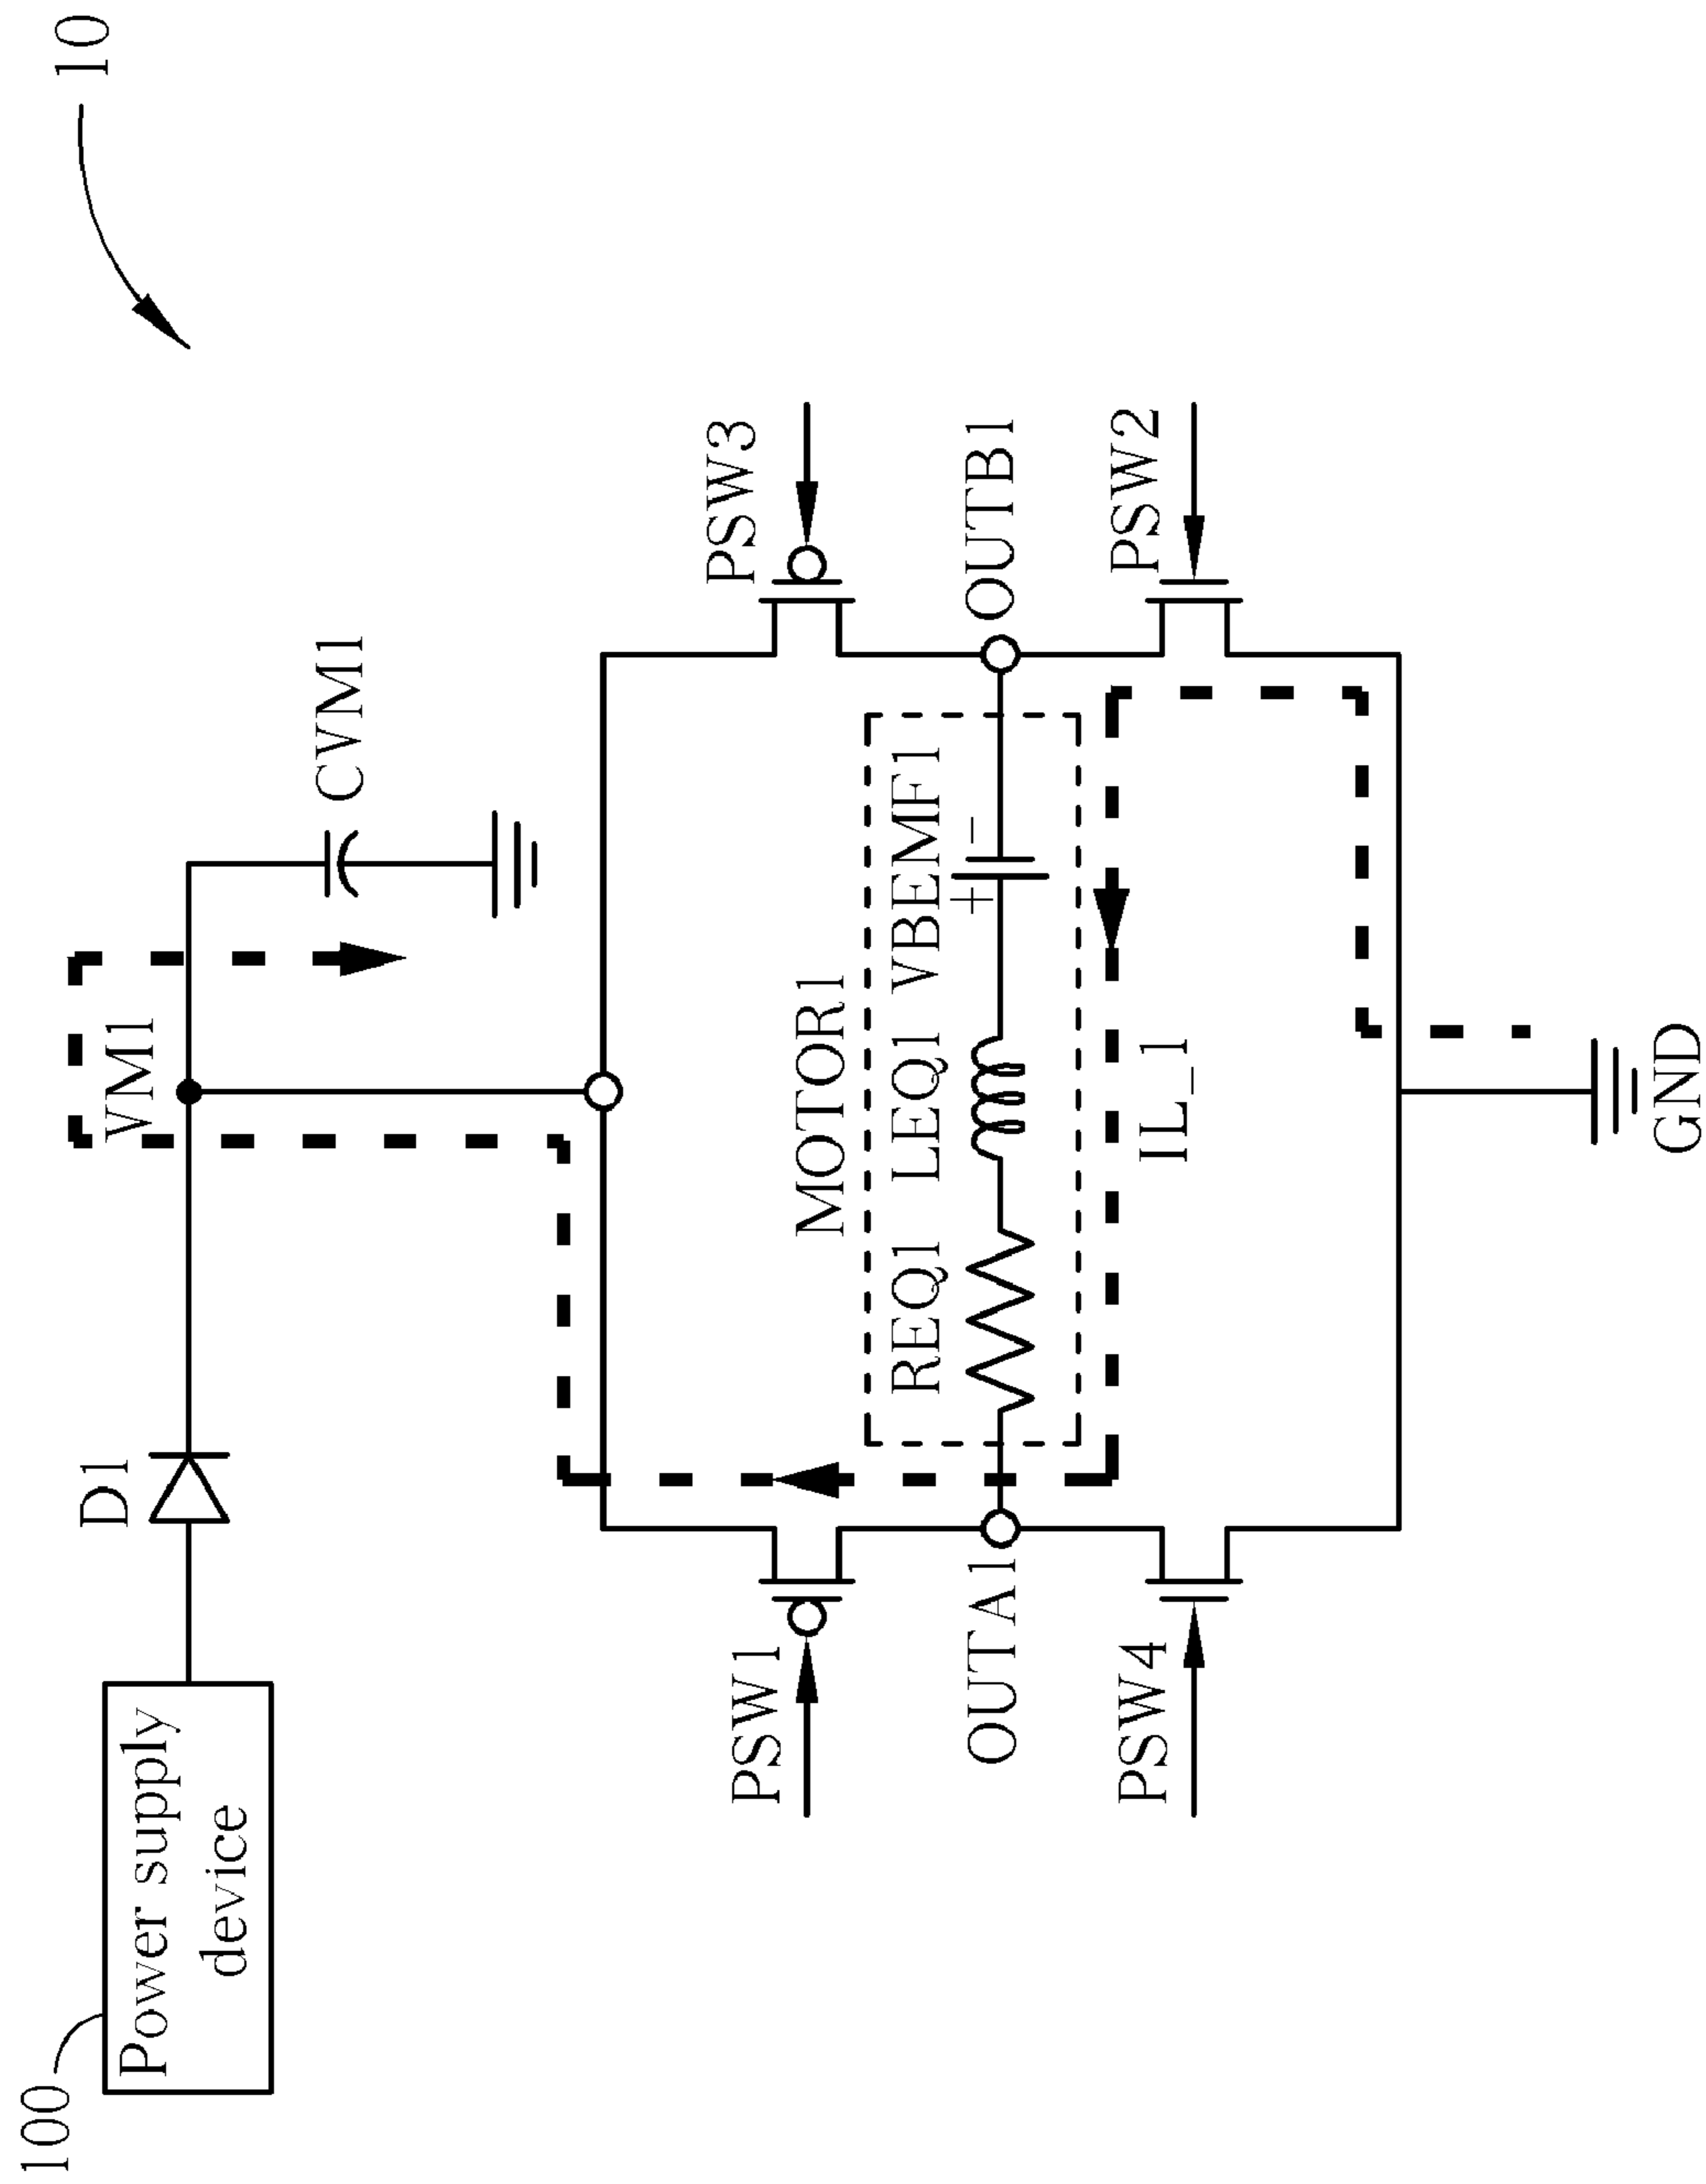 10
100
Power supply
device
D1
VM1
CVM1
PSW1
PSW3
MOTOR1
REQ1 LEQ1 VBEMF1
+ -
OUTA1
OUTB1
IL_1
PSW4
PSW2
GND